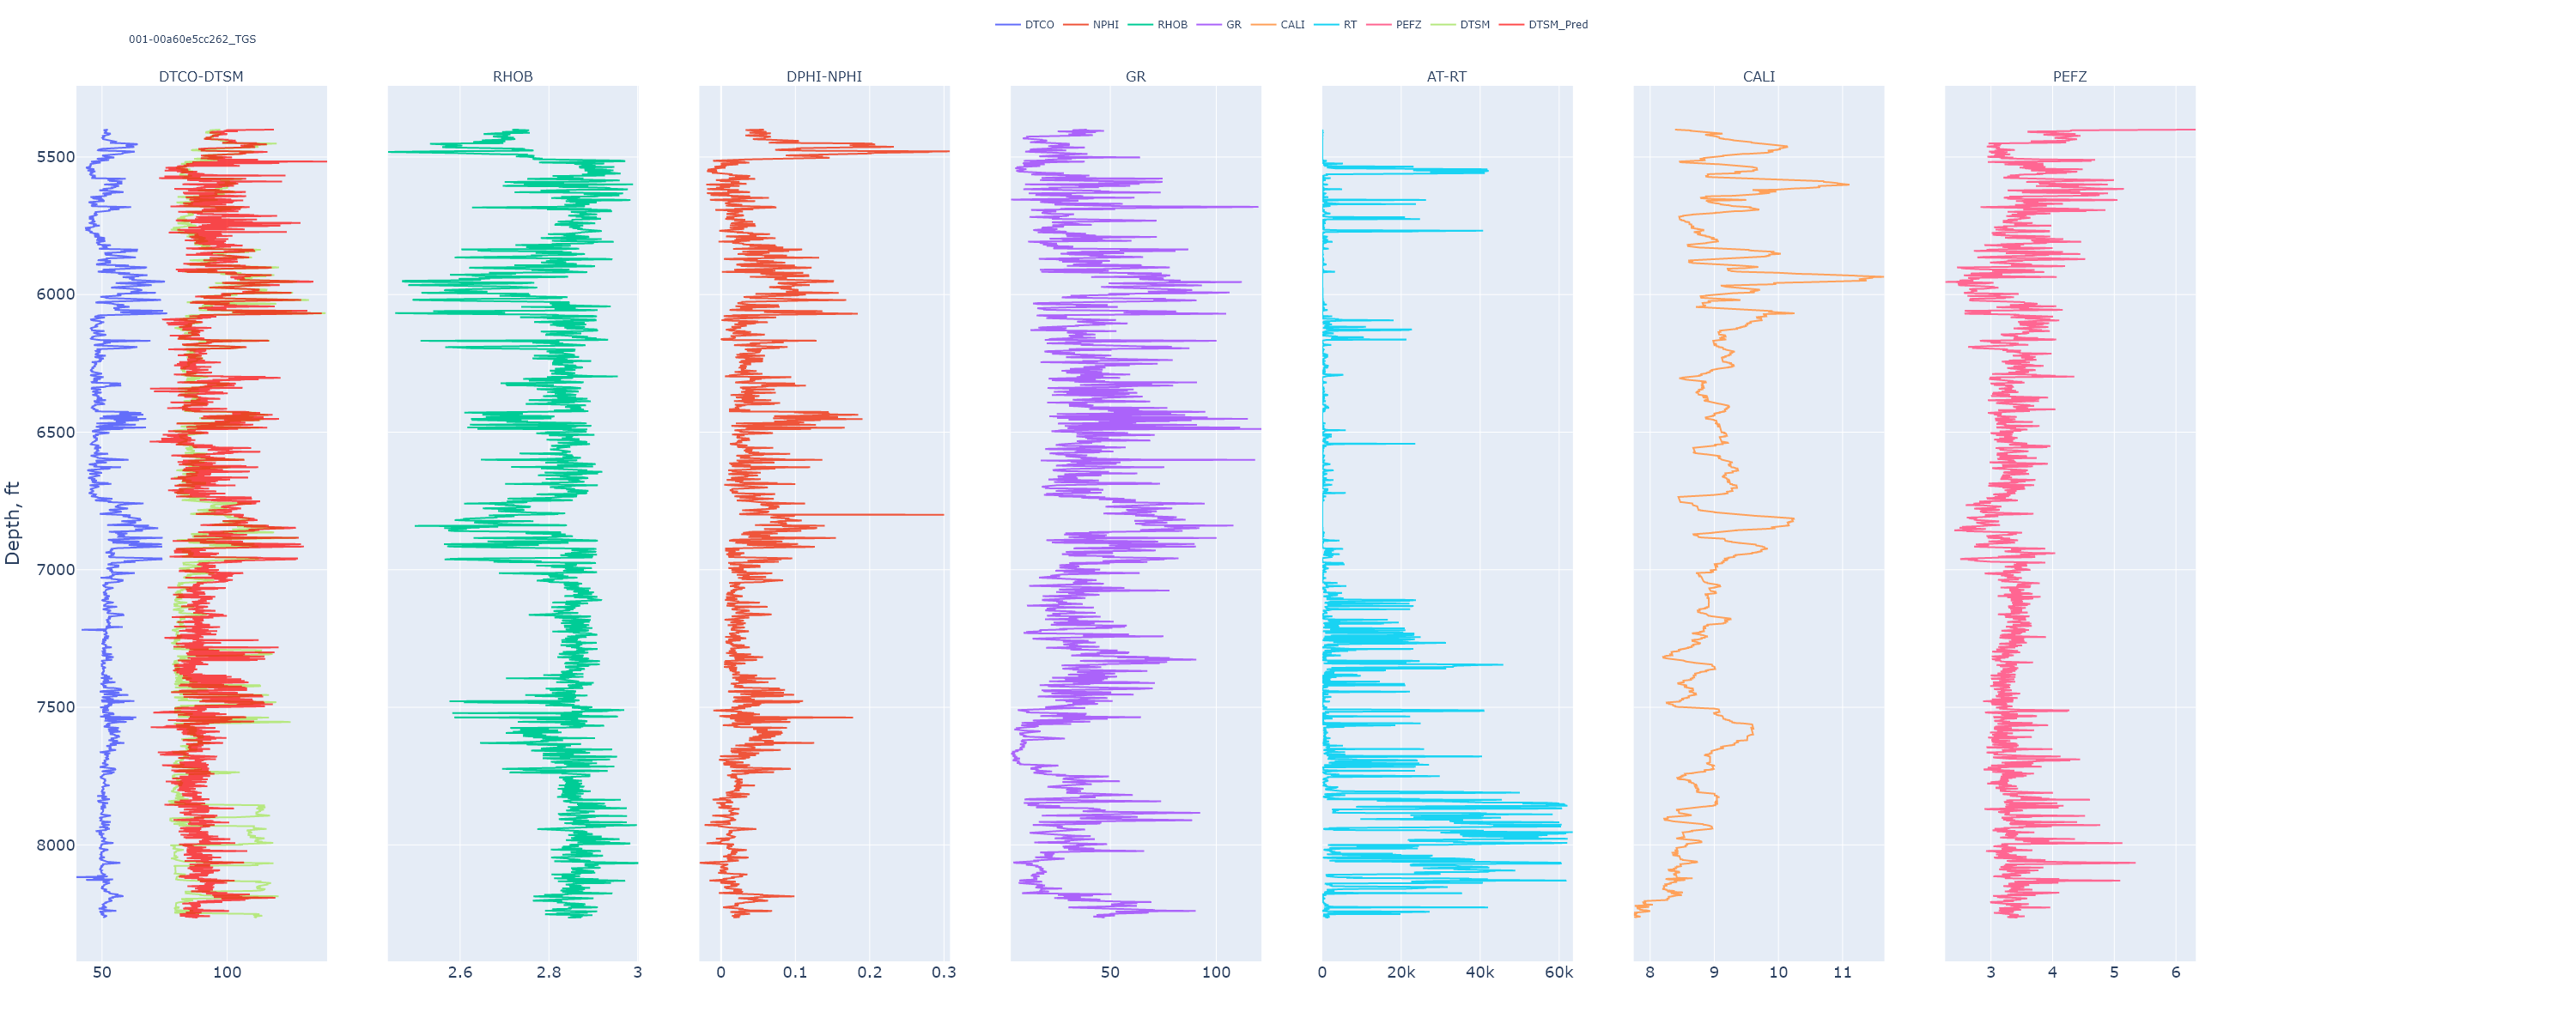 DTCO NPHI RHOB GR CALI RT PEFZ DTSM DTSM_Pred
001-00a60e5cc262_TGS
DTCO-DTSM RHOB DPHI-NPHI GR AT-RT CALI PEFZ
Depth, ft
5500
6000
6500
7000
7500
8000
50 100 2.6 2.8 3 0 0.1 0.2 0.3 50 100 0 20k 40k 60k 8 9 10 11 3 4 5 6